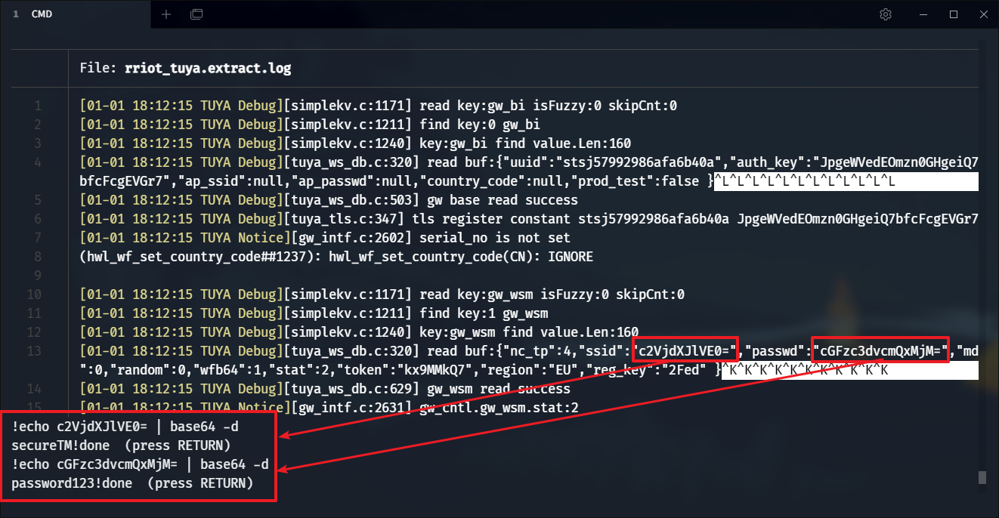 1 CMD
File: rriot_tuya.extract.log
1 [01-01 18:12:15 TUYA Debug][simplekv.c:1171] read key:gw_bi isFuzzy:0 skipCnt:0
2 [01-01 18:12:15 TUYA Debug][simplekv.c:1211] find key:0 gw_bi
3 [01-01 18:12:15 TUYA Debug][simplekv.c:1240] key:gw_bi find value.Len:160
4 [01-01 18:12:15 TUYA Debug][tuya_ws_db.c:320] read buf:{"uuid":"stsj57992986afa6b40a","auth_key":"JpgeWVedEOmzn0GHgeiQ7
bfcFcgEVGr7","ap_ssid":null,"ap_passwd":null,"country_code":null,"prod_test":false }^L^L^L^L^L^L^L^L^L^L^L^L
5 [01-01 18:12:15 TUYA Debug][tuya_ws_db.c:503] gw base read success
6 [01-01 18:12:15 TUYA Debug][tuya_tls.c:347] tls register constant stsj57992986afa6b40a JpgeWVedEOmzn0GHgeiQ7bfcFcgEVGr7
7 [01-01 18:12:15 TUYA Notice][gw_intf.c:2602] serial_no is not set
8 (hwl_wf_set_country_code##1237): hwl_wf_set_country_code(CN): IGNORE
9
10 [01-01 18:12:15 TUYA Debug][simplekv.c:1171] read key:gw_wsm isFuzzy:0 skipCnt:0
11 [01-01 18:12:15 TUYA Debug][simplekv.c:1211] find key:1 gw_wsm
12 [01-01 18:12:15 TUYA Debug][simplekv.c:1240] key:gw_wsm find value.Len:160
13 [01-01 18:12:15 TUYA Debug][tuya_ws_db.c:320] read buf:{"nc_tp":4,"ssid":"c2VjdXJlVE0=","passwd":"cGFzc3dvcmQxMjM=","md
":0,"random":0,"wfb64":1,"stat":2,"token":"kx9MMkQ7","region":"EU","reg_key":"2Fed" }^K^K^K^K^K^K^K^K^K^K^K
14 [01-01 18:12:15 TUYA Debug][tuya_ws_db.c:629] gw_wsm read success
15 [01-01 18:12:15 TUYA Notice][gw_intf.c:2631] gw_cntl.gw_wsm.stat:2
!echo c2VjdXJlVE0= | base64 -d
secureTM!done (press RETURN)
!echo cGFzc3dvcmQxMjM= | base64 -d
password123!done (press RETURN)